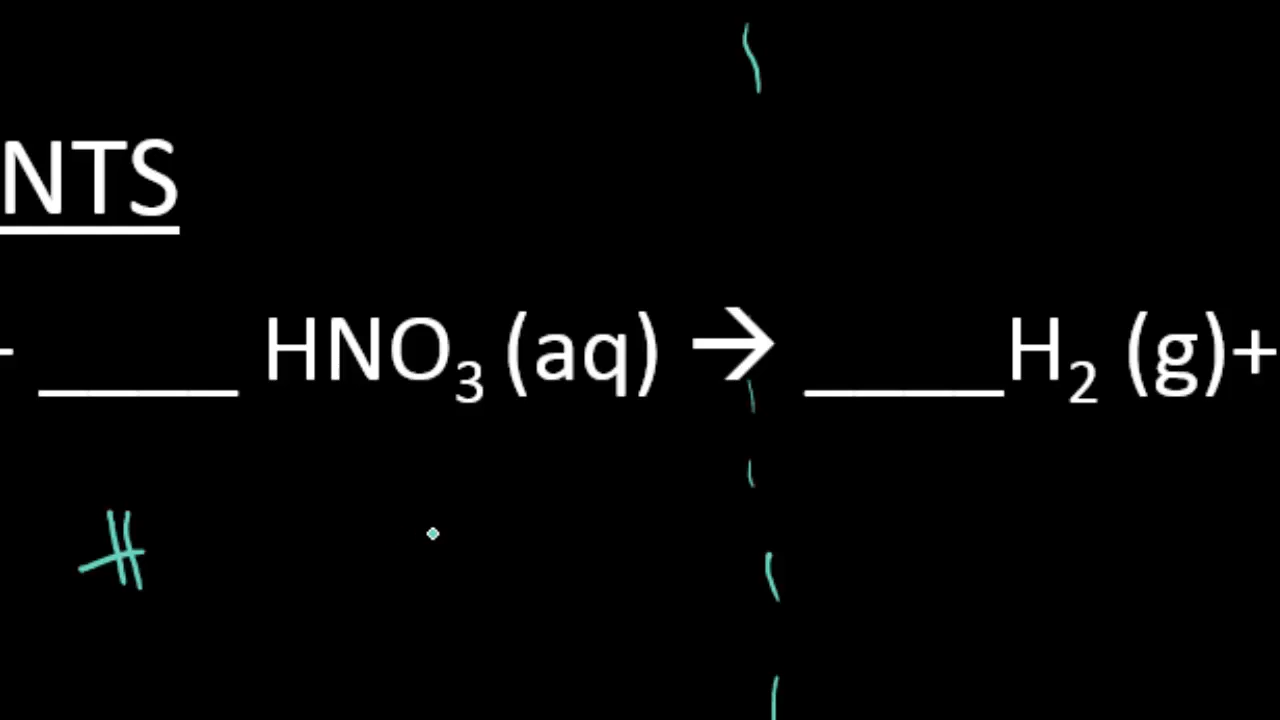 NTS
+ _____ HNO₃ (aq) → _____H₂ (g)+
#